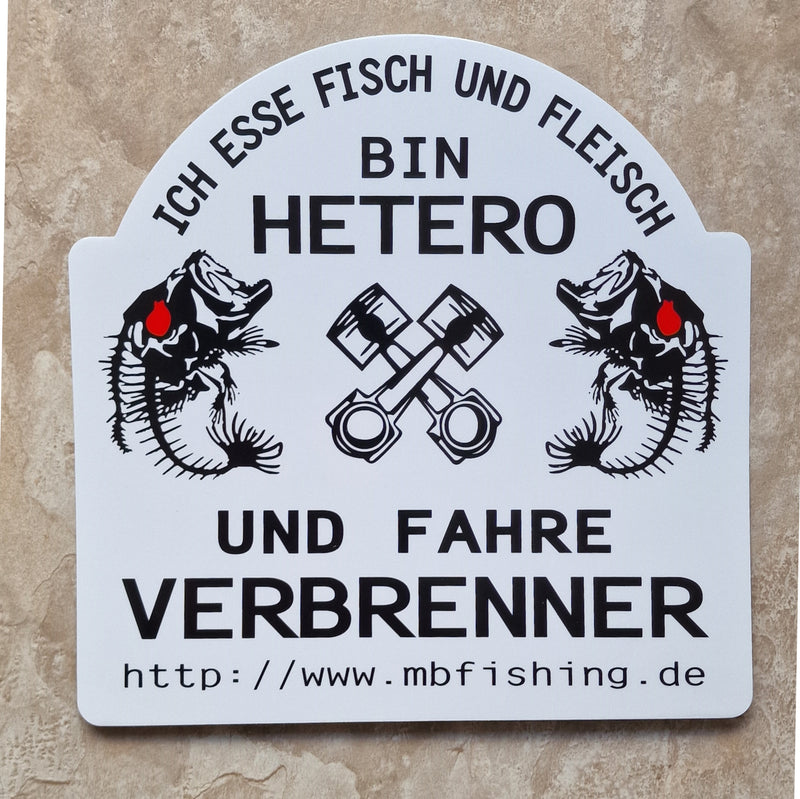 ICH ESSE FISCH UND FLEISCH
BIN
HETERO
UND FAHRE
VERBRENNER
http://www.mbfishing.de